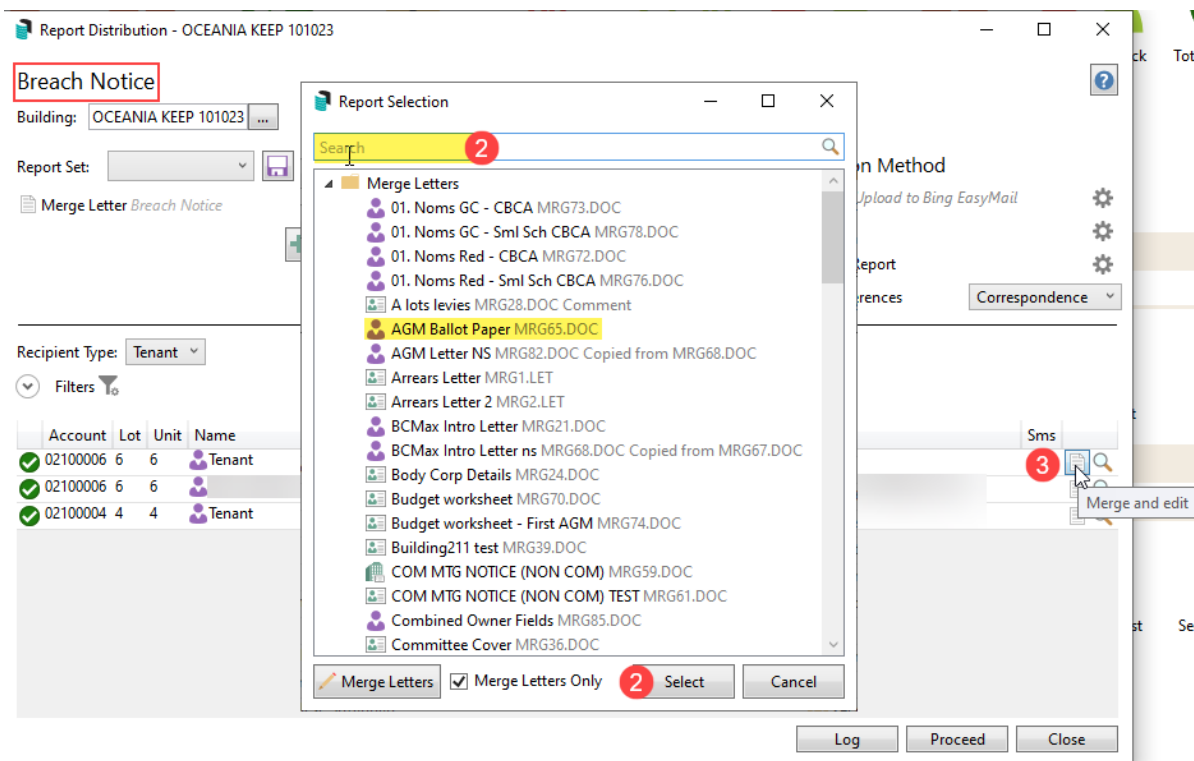 Report Distribution - OCEANIA KEEP 101023
Breach Notice
Building: OCEANIA KEEP 101023 ...
Report Set:
Merge Letter Breach Notice
Report Selection
Search 2
Merge Letters
01. Noms GC - CBCA MRG73.DOC
01. Noms GC - Sml Sch CBCA MRG78.DOC
01. Noms Red - CBCA MRG72.DOC
01. Noms Red - Sml Sch CBCA MRG76.DOC
A lots levies MRG28.DOC Comment
AGM Ballot Paper MRG65.DOC
AGM Letter NS MRG82.DOC Copied from MRG68.DOC
Arrears Letter MRG1.LET
Arrears Letter 2 MRG2.LET
BCMax Intro Letter MRG21.DOC
BCMax Intro Letter ns MRG68.DOC Copied from MRG67.DOC
Body Corp Details MRG24.DOC
Budget worksheet MRG70.DOC
Budget worksheet - First AGM MRG74.DOC
Building211 test MRG39.DOC
COM MTG NOTICE (NON COM) MRG59.DOC
COM MTG NOTICE (NON COM) TEST MRG61.DOC
Combined Owner Fields MRG85.DOC
Committee Cover MRG36.DOC
Merge Letters Merge Letters Only 2 Select Cancel
n Method
Upload to Bing EasyMail
Report
rences Correspondence
Recipient Type: Tenant
Filters
Account Lot Unit Name Sms
02100006 6 6 Tenant 3
02100006 6 6
02100004 4 4 Tenant
Merge and edit
Log Proceed Close
ck Tot
t
st Se